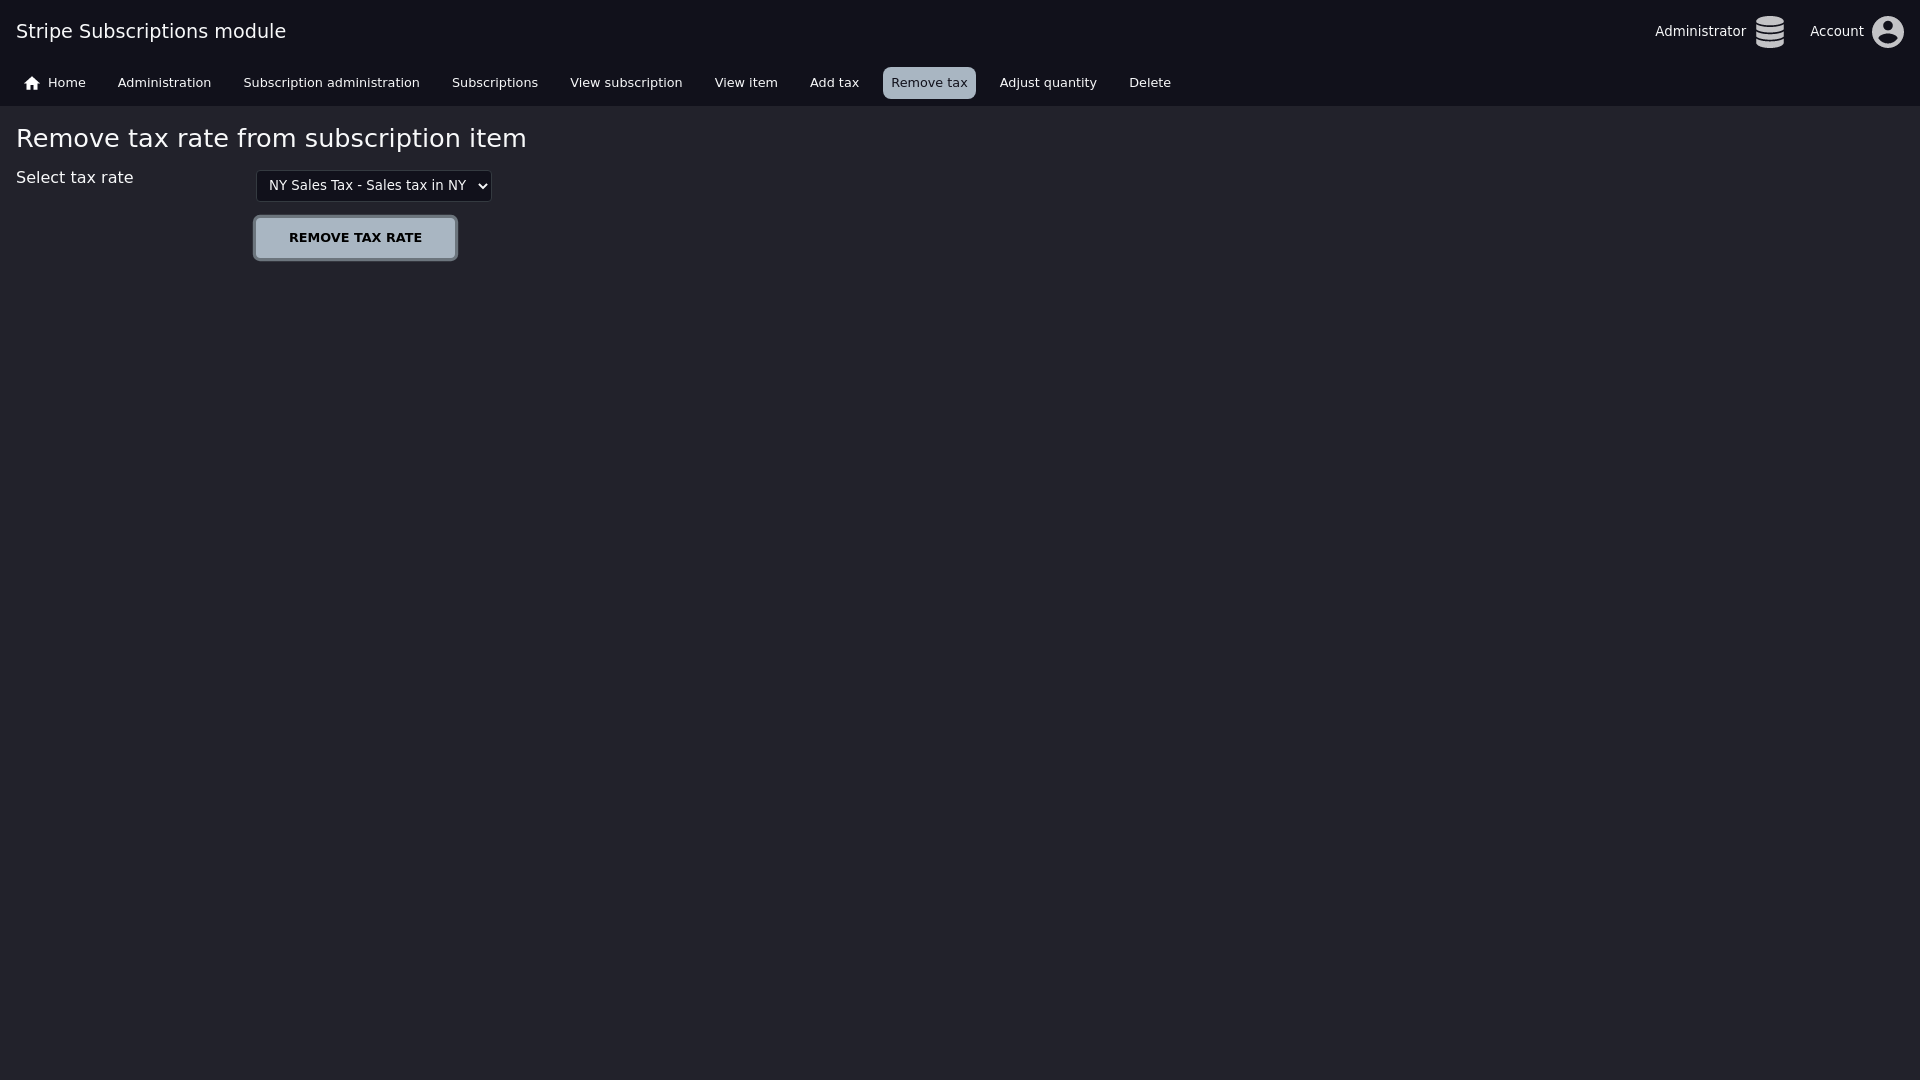 Stripe Subscriptions module
Administrator
Account
Home
Administration
Subscription administration
Subscriptions
View subscription
View item
Add tax
Remove tax
Adjust quantity
Delete
Remove tax rate from subscription item
Select tax rate
NY Sales Tax - Sales tax in NY
REMOVE TAX RATE